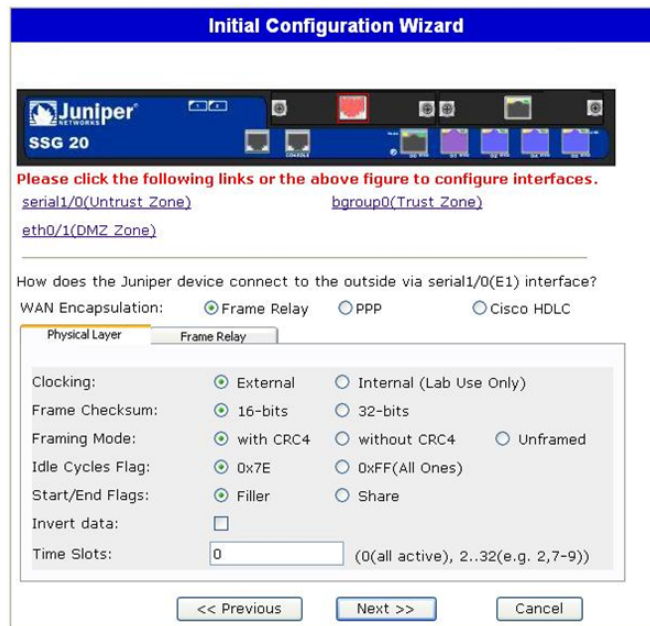 Initial Configuration Wizard
Juniper
NETWORKS
SSG 20
CONSOLE
Please click the following links or the above figure to configure interfaces.
serial1/0(Untrust Zone) bgroup0(Trust Zone)
eth0/1(DMZ Zone)
How does the Juniper device connect to the outside via serial1/0(E1) interface?
WAN Encapsulation: Frame Relay PPP Cisco HDLC
Physical Layer Frame Relay
Clocking: External Internal (Lab Use Only)
Frame Checksum: 16-bits 32-bits
Framing Mode: with CRC4 without CRC4 Unframed
Idle Cycles Flag: 0x7E 0xFF(All Ones)
Start/End Flags: Filler Share
Invert data:
Time Slots: 0 (0(all active), 2..32(e.g. 2,7-9))
<< Previous Next >> Cancel